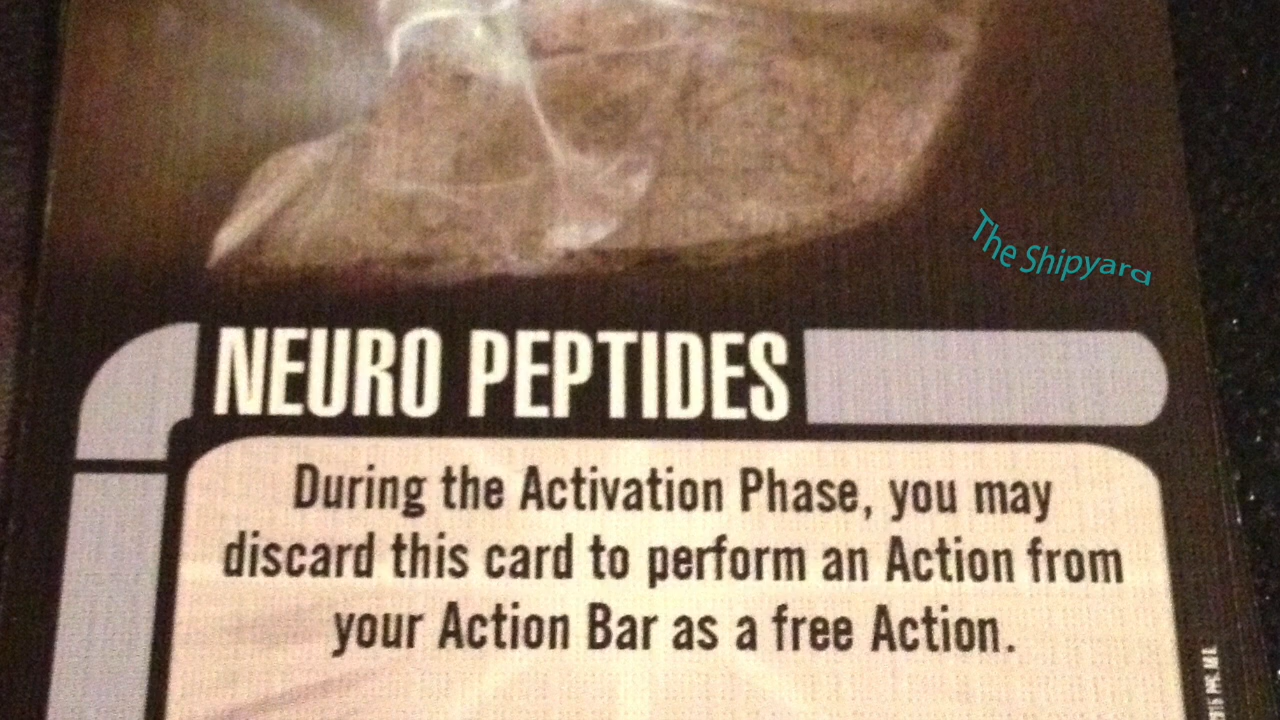 The Shipyard
NEURO PEPTIDES
During the Activation Phase, you may
discard this card to perform an Action from
your Action Bar as a free Action.